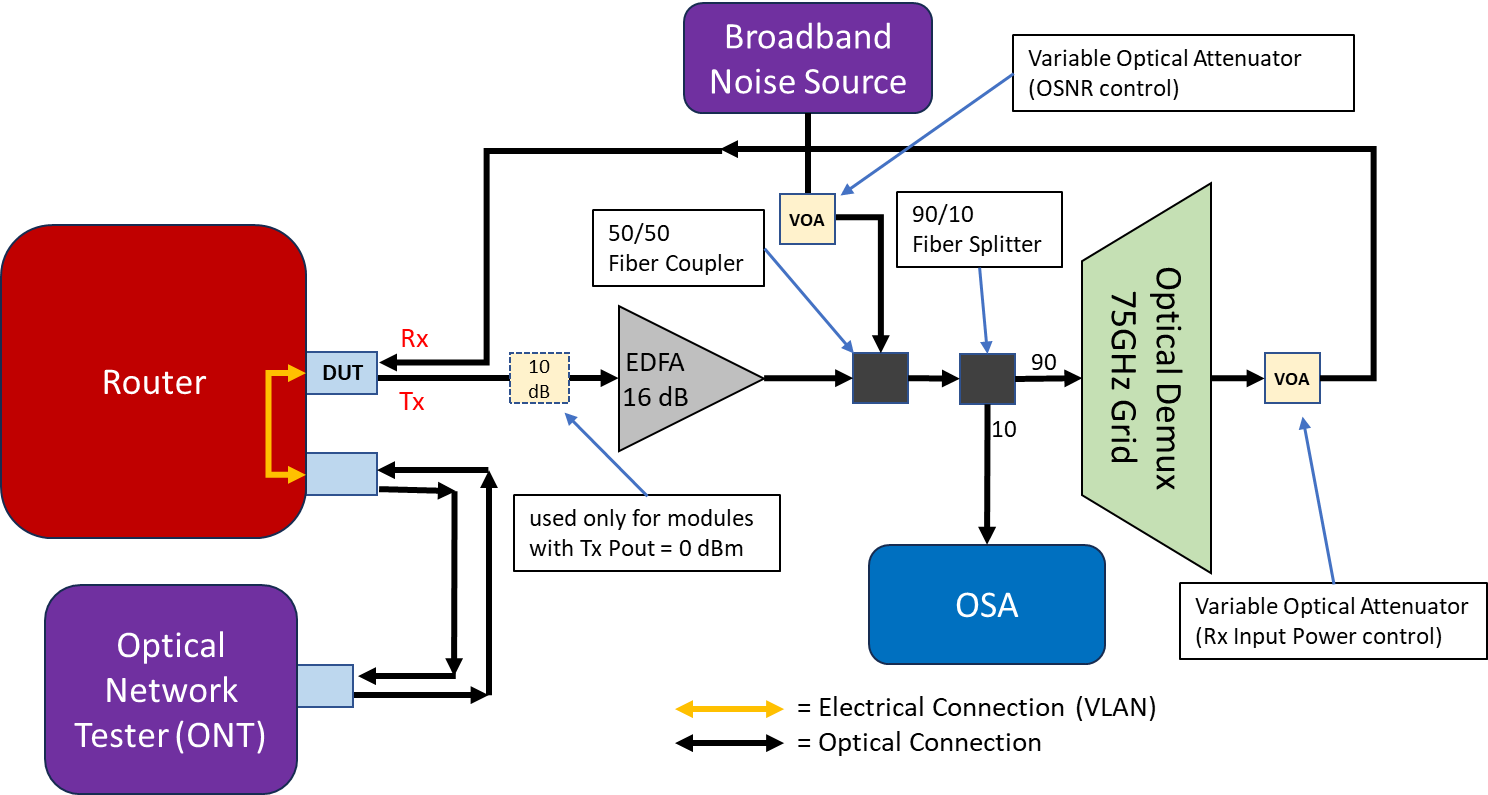 Broadband
Noise Source
Variable Optical Attenuator
(OSNR control)
VOA
50/50
Fiber Coupler
90/10
Fiber Splitter
Router
DUT
Rx
Tx
10
dB
EDFA
16 dB
90
10
Optical Demux
75GHz Grid
VOA
used only for modules
with Tx Pout = 0 dBm
OSA
Variable Optical Attenuator
(Rx Input Power control)
Optical
Network
Tester (ONT)
= Electrical Connection (VLAN)
= Optical Connection